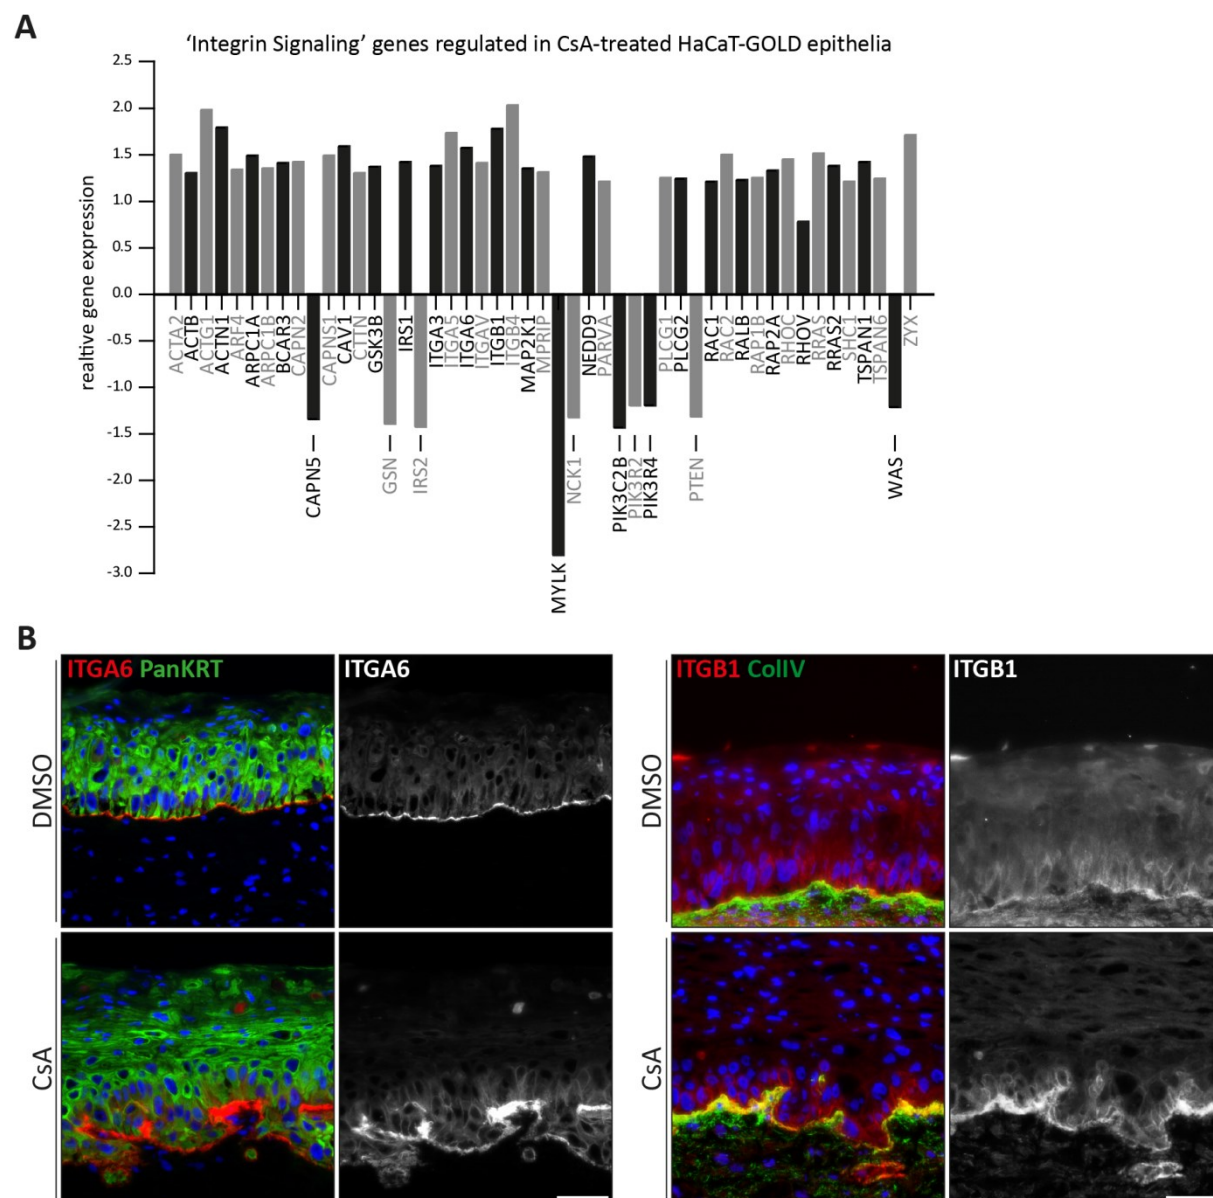 A
‘Integrin Signaling’ genes regulated in CsA-treated HaCaT-GOLD epithelia
2.5
2.0
1.5
1.0
0.5
0.0
-0.5
-1.0
-1.5
-2.0
-2.5
-3.0
realtive gene expression
ACTA2
ACTB
ACTG1
ACTN1
ARF4
ARPC1A
ARPC1B
BCAR3
CAPN2
CAPN5
CAPNS1
CAV1
CTTN
GSK3B
GSN
IRS1
IRS2
ITGA3
ITGA5
ITGA6
ITGAV
ITGB1
ITGB4
MAP2K1
MPRIP
MYLK
NCK1
NEDD9
PARVA
PIK3C2B
PIK3R2
PIK3R4
PLCG1
PLCG2
PTEN
RAC1
RAC2
RALB
RAP1B
RAP2A
RHOC
RHOV
RRAS
RRAS2
SHC1
TSPAN1
TSPAN6
WAS
ZYX
B
ITGA6 PanKRT
ITGA6
ITGB1 ColIV
ITGB1
DMSO
DMSO
CsA
CsA